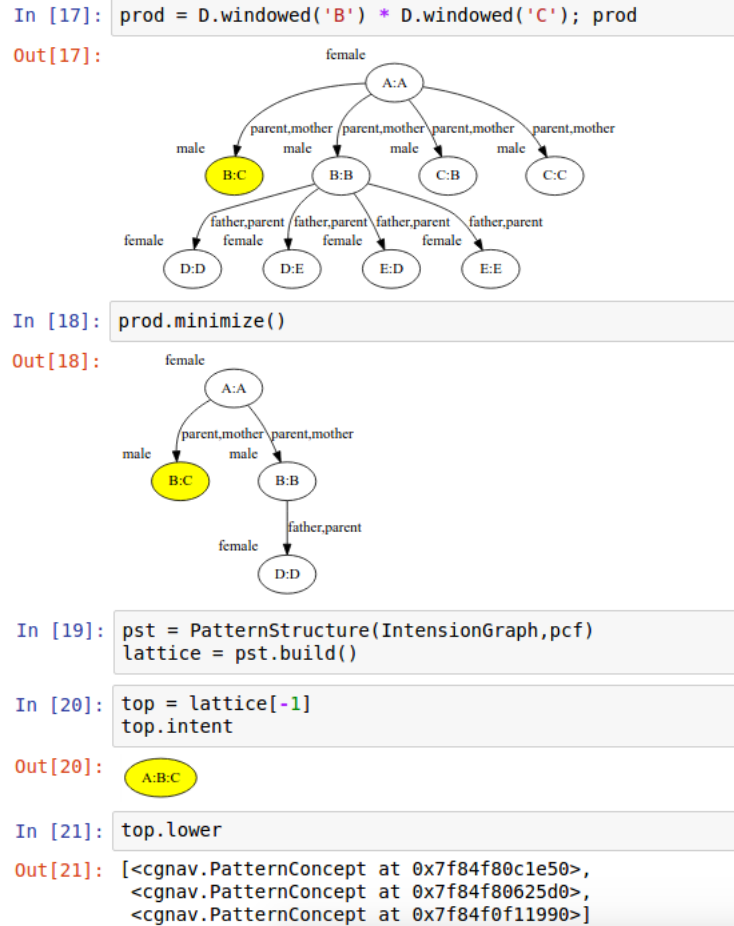 In [17]: prod = D.windowed('B') * D.windowed('C'); prod
Out[17]:
female
A:A
parent,mother parent,mother parent,mother parent,mother
male male male male
B:C B:B C:B C:C
father,parent father,parent father,parent father,parent
female female female female
D:D D:E E:D E:E
In [18]: prod.minimize()
Out[18]:
female
A:A
parent,mother parent,mother
male male
B:C B:B
father,parent
female
D:D
In [19]: pst = PatternStructure(IntensionGraph,pcf)
lattice = pst.build()
In [20]: top = lattice[-1]
top.intent
Out[20]:
A:B:C
In [21]: top.lower
Out[21]: [<cgnav.PatternConcept at 0x7f84f80c1e50>,
<cgnav.PatternConcept at 0x7f84f80625d0>,
<cgnav.PatternConcept at 0x7f84f0f11990>]